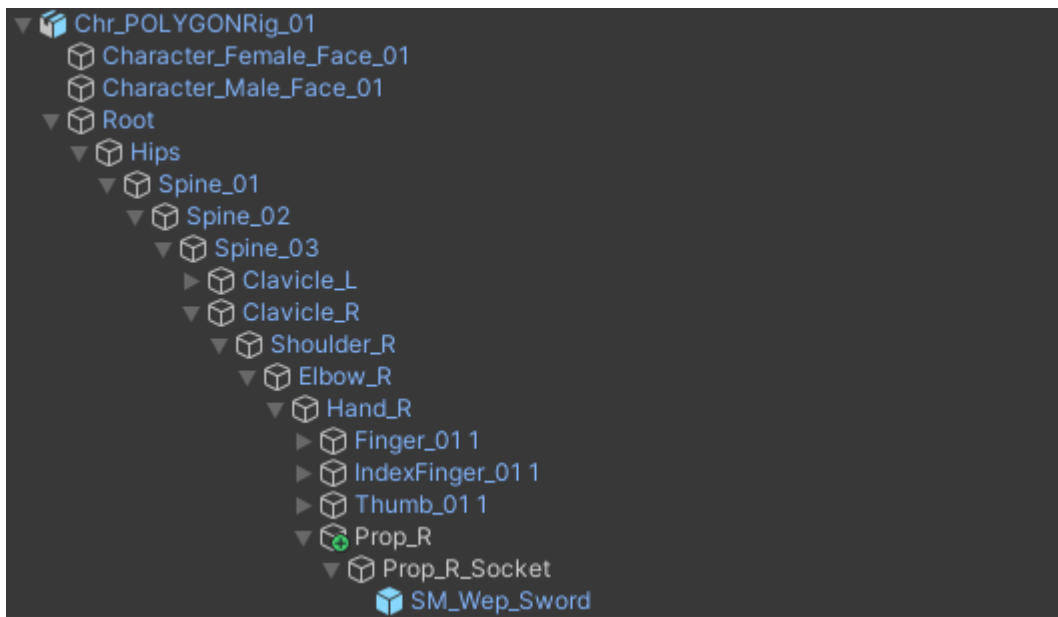 Chr_POLYGONRig_01
Character_Female_Face_01
Character_Male_Face_01
Root
Hips
Spine_01
Spine_02
Spine_03
Clavicle_L
Clavicle_R
Shoulder_R
Elbow_R
Hand_R
Finger_01 1
IndexFinger_01 1
Thumb_01 1
Prop_R
Prop_R_Socket
SM_Wep_Sword